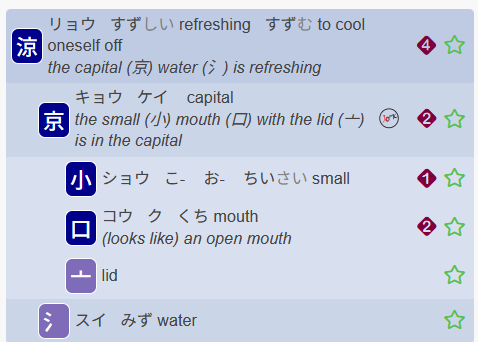 涼 リョウ すずしい refreshing すずむ to cool
oneself off 4
the capital (京) water (氵) is refreshing
京 キョウ ケイ capital
the small (小) mouth (口) with the lid (亠) 2
is in the capital
小 ショウ こ- お- ちいさい small 1
口 コウ ク くち mouth 2
(looks like) an open mouth
亠 lid
氵 スイ みず water